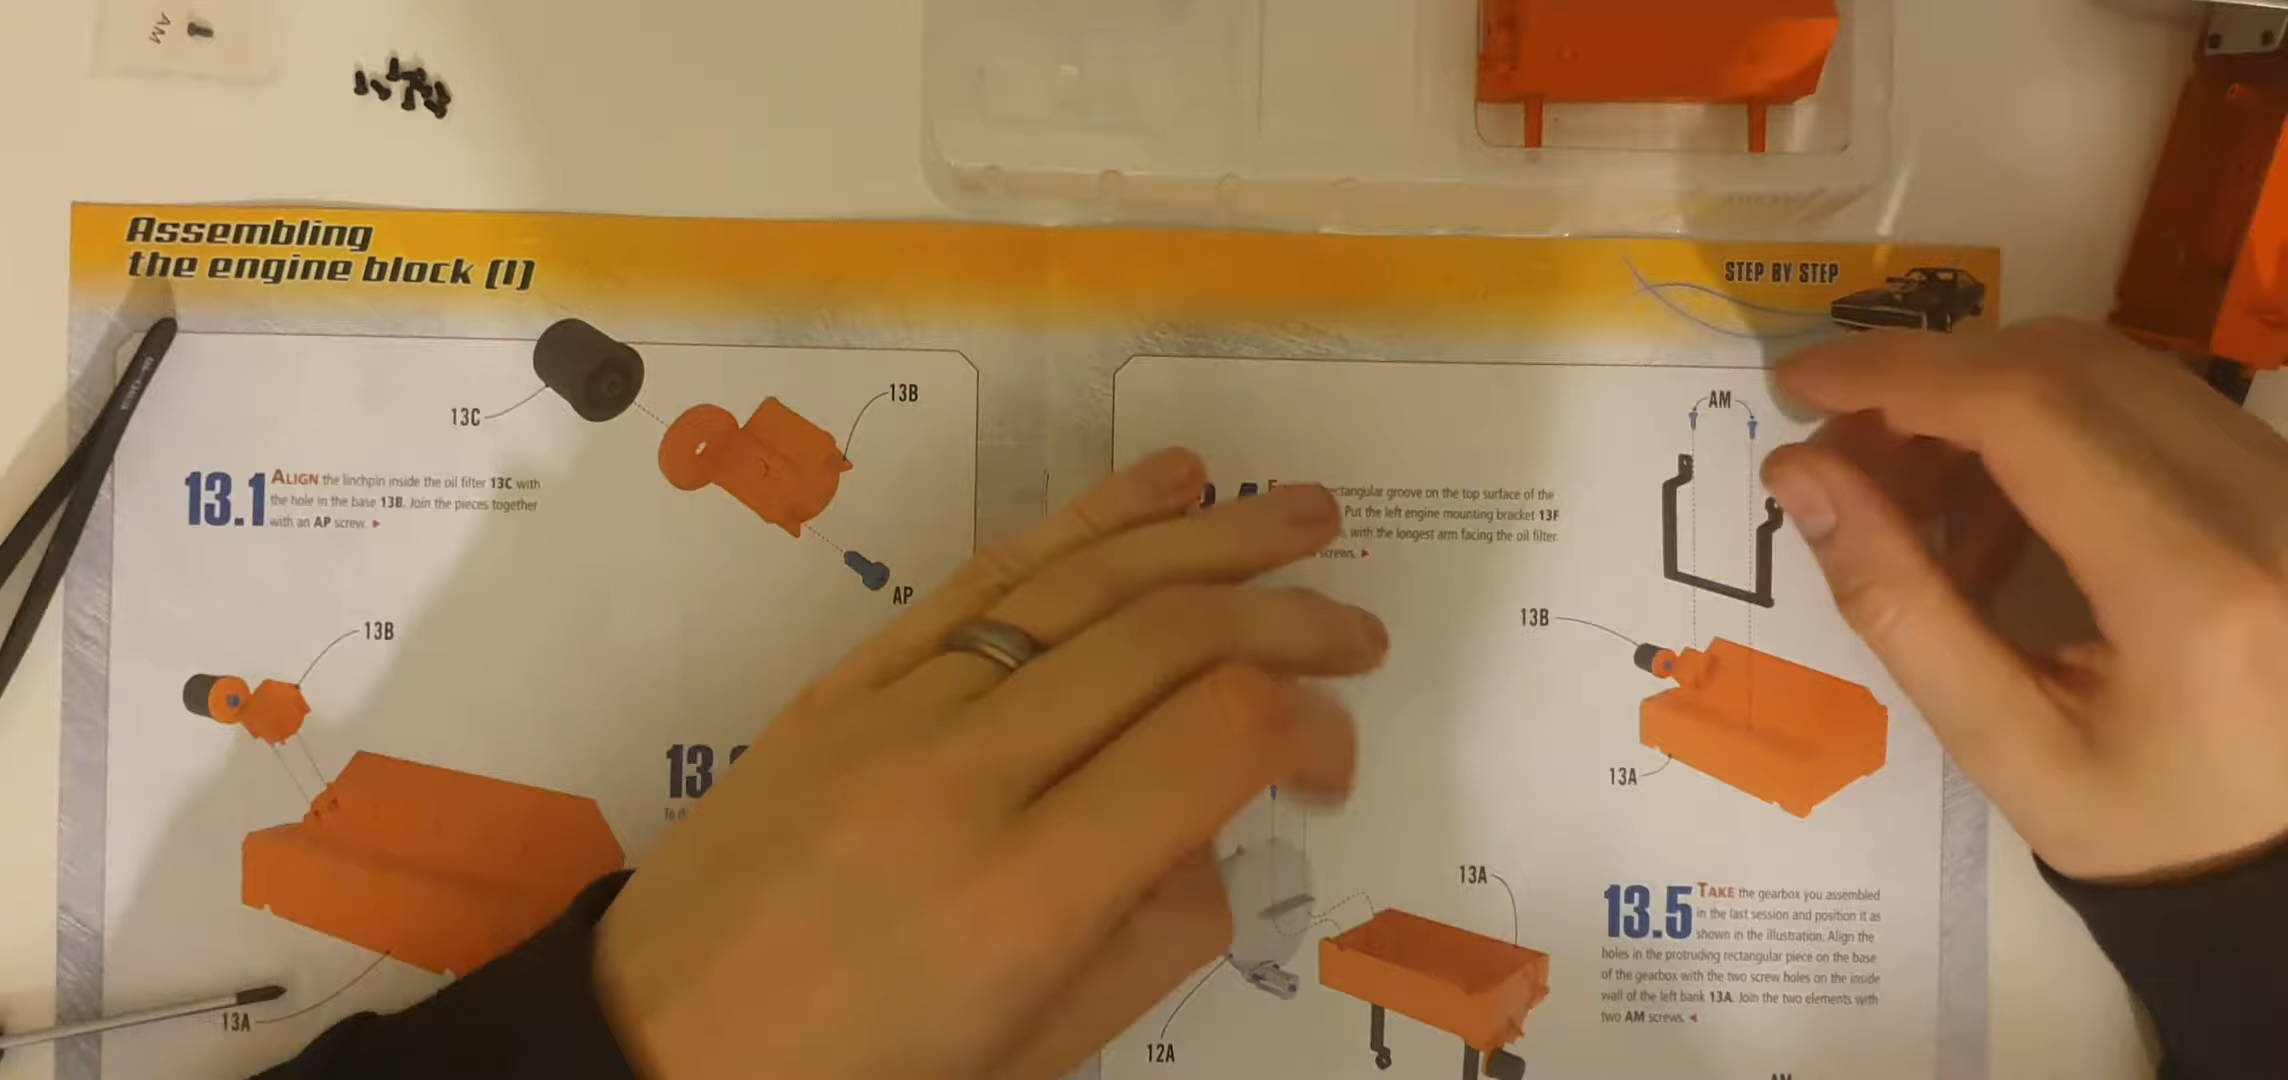 AM
Assembling
the engine block (I)
STEP BY STEP
13C
13B
13.1
ALIGN the linchpin inside the oil filter 13C with
the hole in the base 13B. Join the pieces together
with an AP screw. ▶
AP
13B
13A
13
AM
rectangular groove on the top surface of the
Put the left engine mounting bracket 13F
with the longest arm facing the oil filter.
screws. ▶
13B
13A
13A
12A
13.5
TAKE the gearbox you assembled
in the last session and position it as
shown in the illustration. Align the
holes in the protruding rectangular piece on the base
of the gearbox with the two screw holes on the inside
wall of the left bank 13A. Join the two elements with
two AM screws. ◀
AM